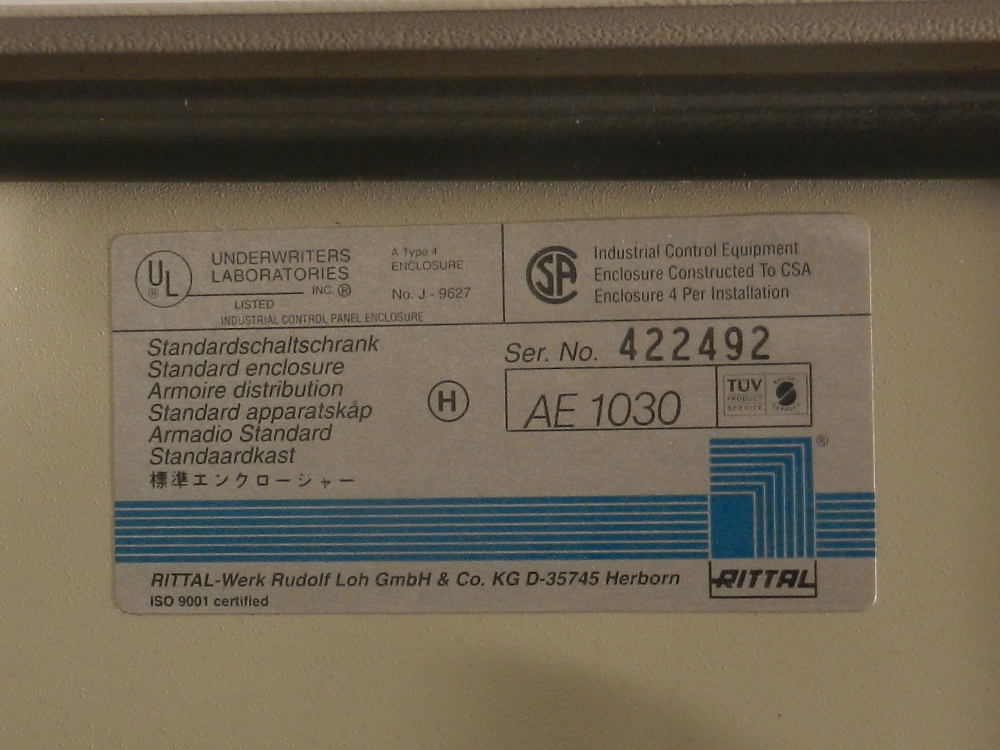 UL
®
UNDERWRITERS
LABORATORIES
INC.®
LISTED
INDUSTRIAL CONTROL PANEL ENCLOSURE
A Type 4
ENCLOSURE
No. J - 9627
CSA
Industrial Control Equipment
Enclosure Constructed To CSA
Enclosure 4 Per Installation
Standardschaltschrank
Standard enclosure
Armoire distribution
Standard apparatskåp
Armadio Standard
Standaardkast
標準エンクロージャー
H
Ser. No. 422492
AE 1030
TÜV
PRODUCT
SERVICE
®
RITTAL-Werk Rudolf Loh GmbH & Co. KG D-35745 Herborn
ISO 9001 certified
RITTAL